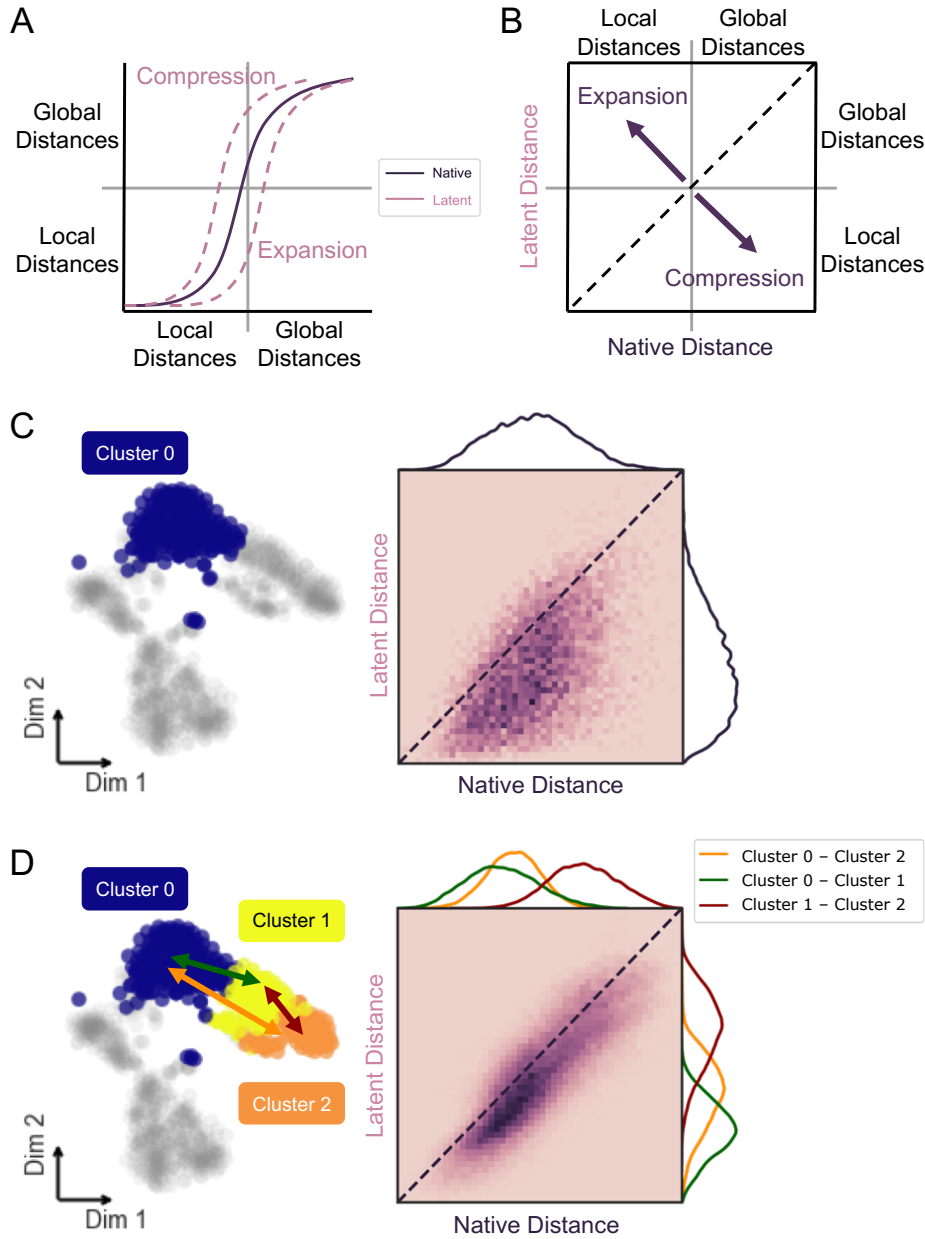 A
Compression
Global
Distances
Local
Distances
Expansion
Native
Latent
Local
Distances
Global
Distances
B
Local
Distances
Global
Distances
Expansion
Compression
Latent Distance
Global
Distances
Local
Distances
Native Distance
C
Cluster 0
Dim 2
Dim 1
Latent Distance
Native Distance
D
Cluster 0
Cluster 1
Cluster 2
Dim 2
Dim 1
Latent Distance
Native Distance
Cluster 0 – Cluster 2
Cluster 0 – Cluster 1
Cluster 1 – Cluster 2